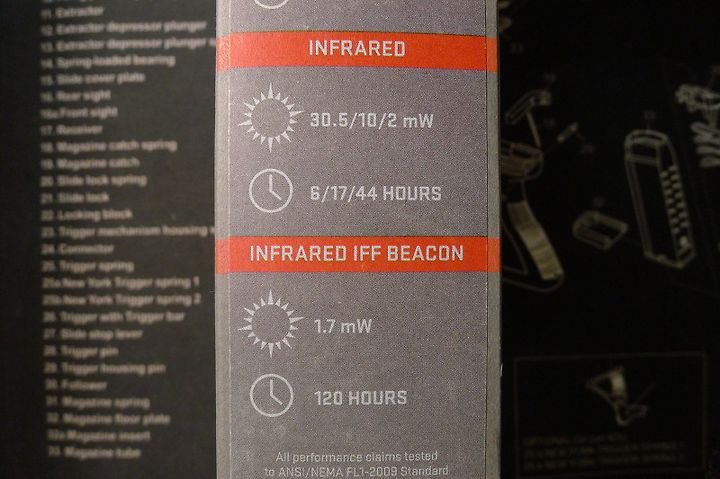 11. Extractor
12. Extractor depressor plunger
13. Extractor depressor plunger
14. Spring-loaded bearing
15. Slide cover plate
16. Rear sight
16a Front sight
17. Receiver
18. Magazine catch spring
19. Magazine catch
20. Slide lock spring
21. Slide lock
22. Locking block
23. Trigger mechanism housing
24. Connector
25. Trigger spring
25a New York Trigger spring 1
25b New York Trigger spring 2
26. Trigger with Trigger bar
27. Slide stop lever
28. Trigger pin
29. Trigger housing pin
30. Follower
31. Magazine spring
32. Magazine floor plate
32a Magazine insert
33. Magazine tube
INFRARED
30.5/10/2 mW
6/17/44 HOURS
INFRARED IFF BEACON
1.7 mW
120 HOURS
All performance claims tested
to ANSI/NEMA FL1-2009 Standard